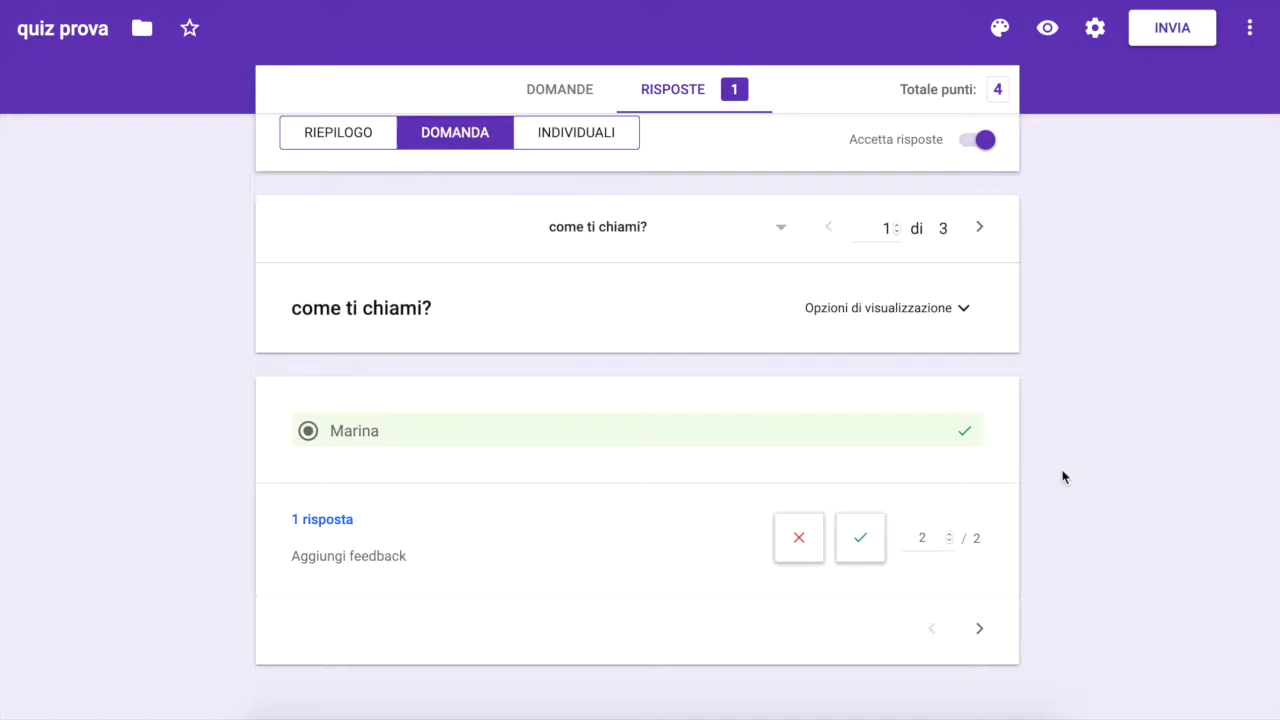 quiz prova
INVIA
DOMANDE RISPOSTE 1 Totale punti: 4
RIEPILOGO DOMANDA INDIVIDUALI Accetta risposte
come ti chiami? 1 di 3
come ti chiami? Opzioni di visualizzazione
Marina
1 risposta
2 / 2
Aggiungi feedback